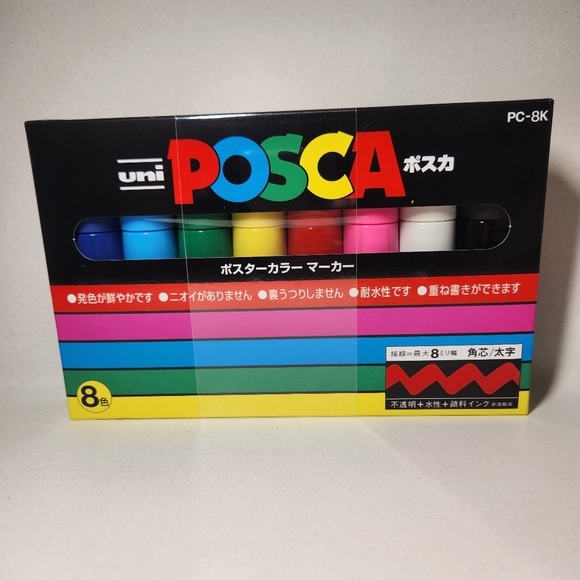 PC-8K
uni POSCA ポスカ
ポスターカラー マーカー
●発色が鮮やかです ●ニオイがありません ●裏うつりしません ●耐水性です ●重ね書きができます
描線=最大8ミリ幅 角芯/太字
8色
不透明+水性+顔料インク